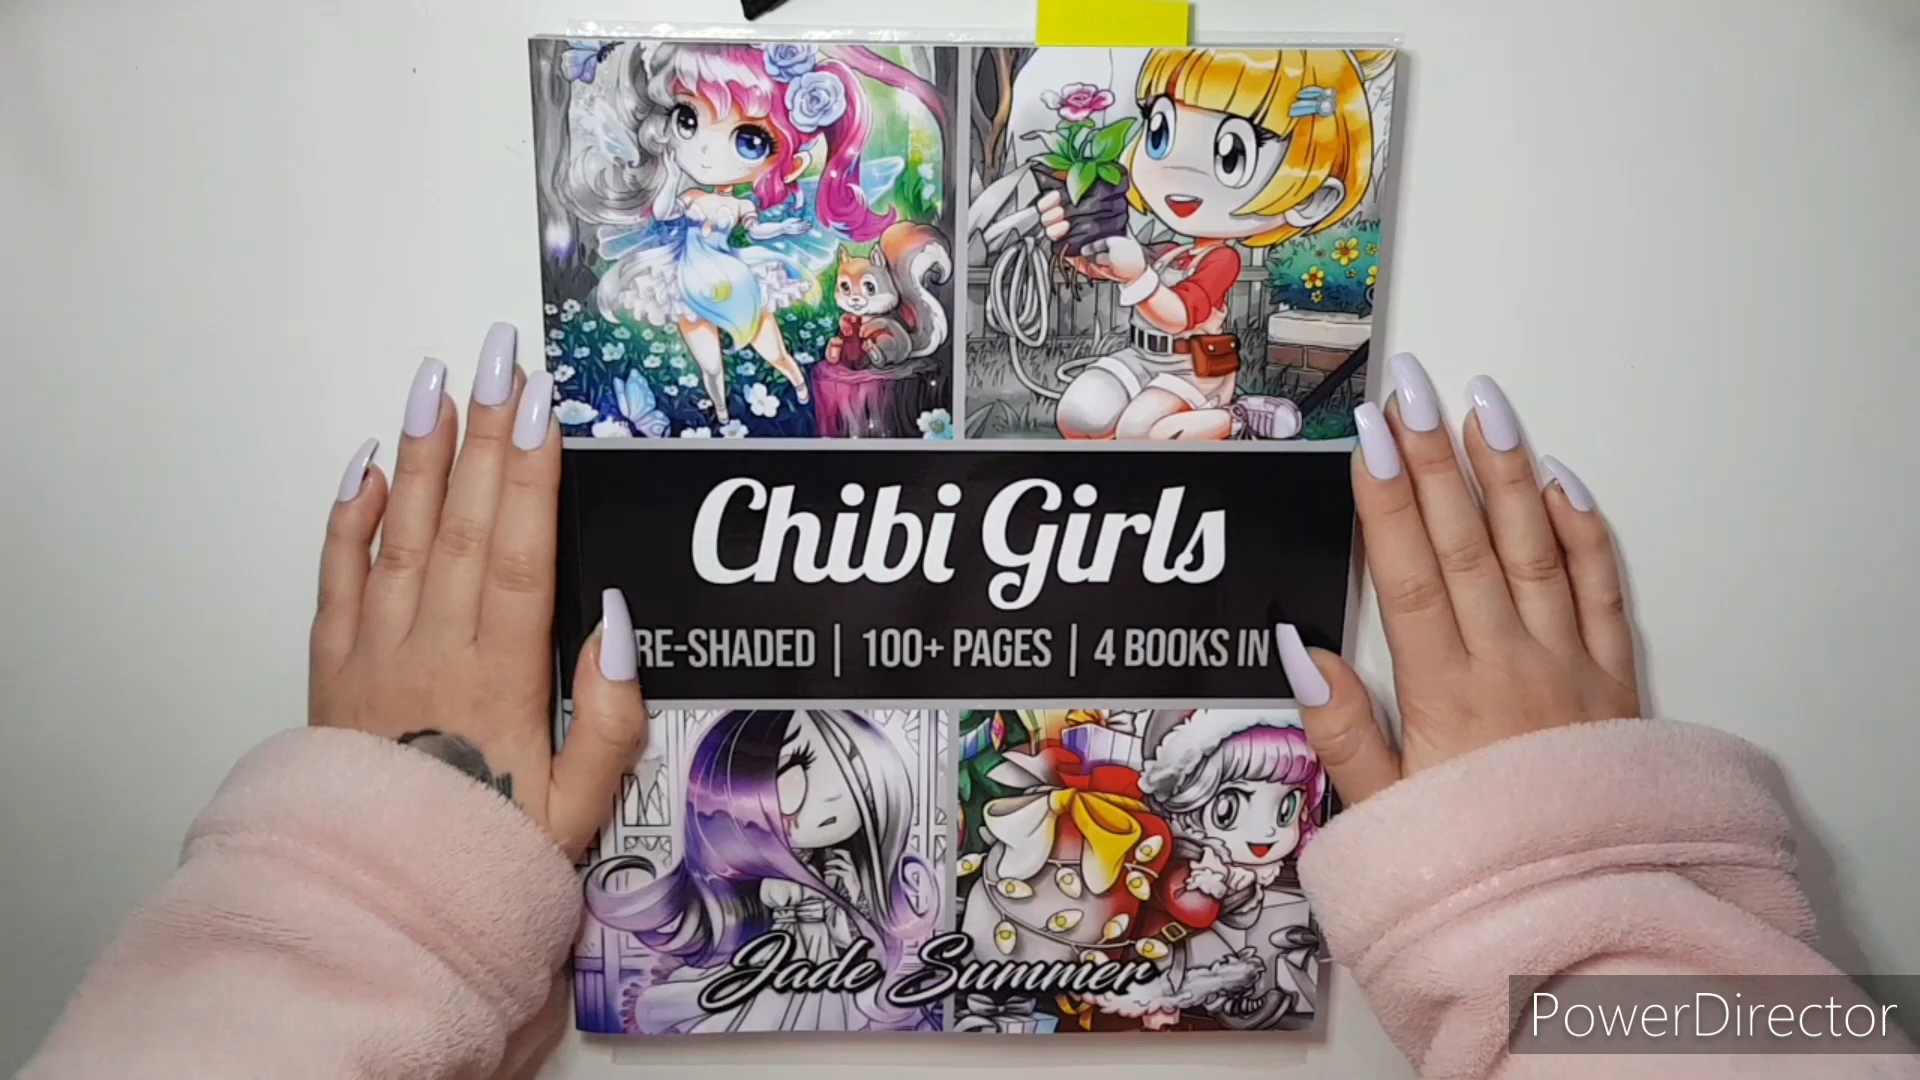 Chibi Girls
RE-SHADED | 100+ PAGES | 4 BOOKS IN
Jade Summer
PowerDirector